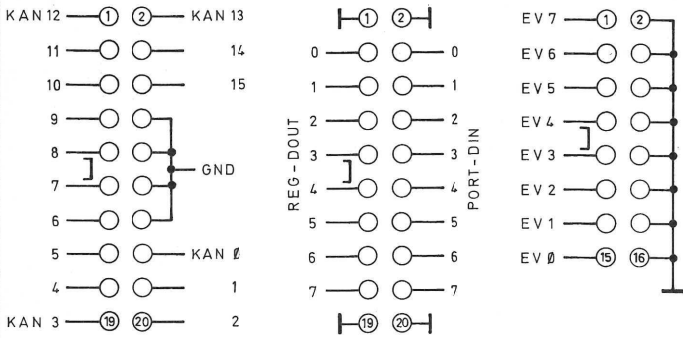 KAN 12 1 2 KAN 13
11 14
10 15
9
8
GND
7
6
5 KAN Ø
4 1
KAN 3 19 20 2
1 2
0 0
1 1
2 2
3 3
4 4
5 5
6 6
7 7
19 20
REG-DOUT
PORT-DIN
EV 7 1 2
EV 6
EV 5
EV 4
EV 3
EV 2
EV 1
EV Ø 15 16